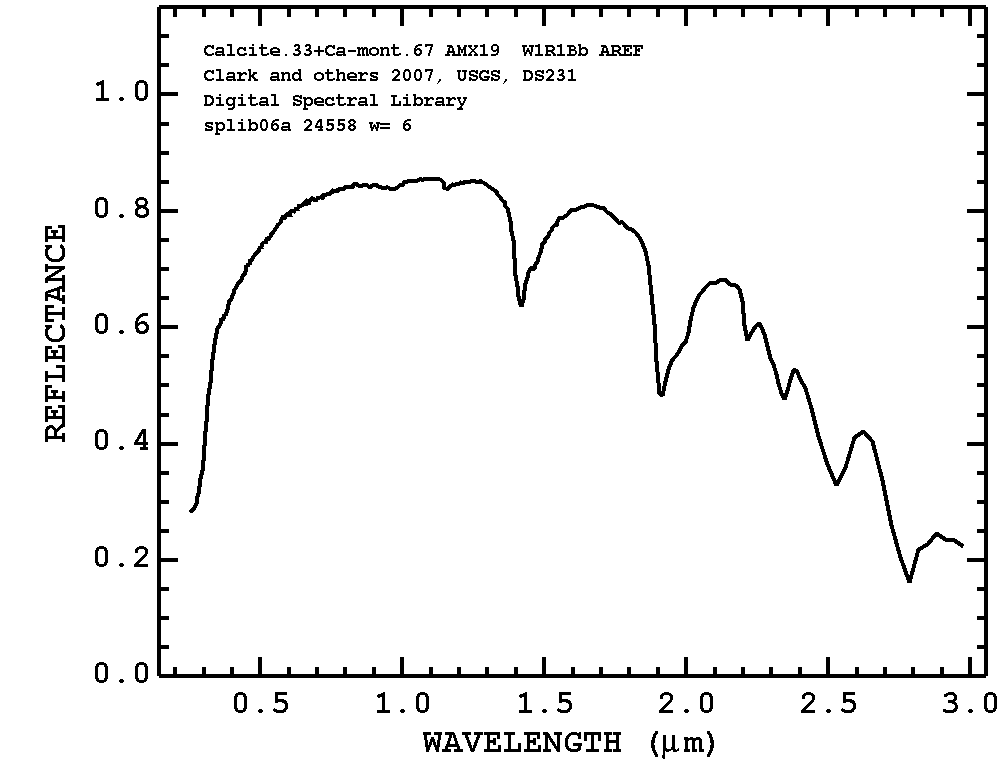 Calcite.33+Ca-mont.67 AMX19  W1R1Bb AREF
Clark and others 2007, USGS, DS231
Digital Spectral Library
splib06a 24558 w= 6
1.0
0.8
0.6
0.4
0.2
0.0
REFLECTANCE
0.5 1.0 1.5 2.0 2.5 3.0
WAVELENGTH (μm)